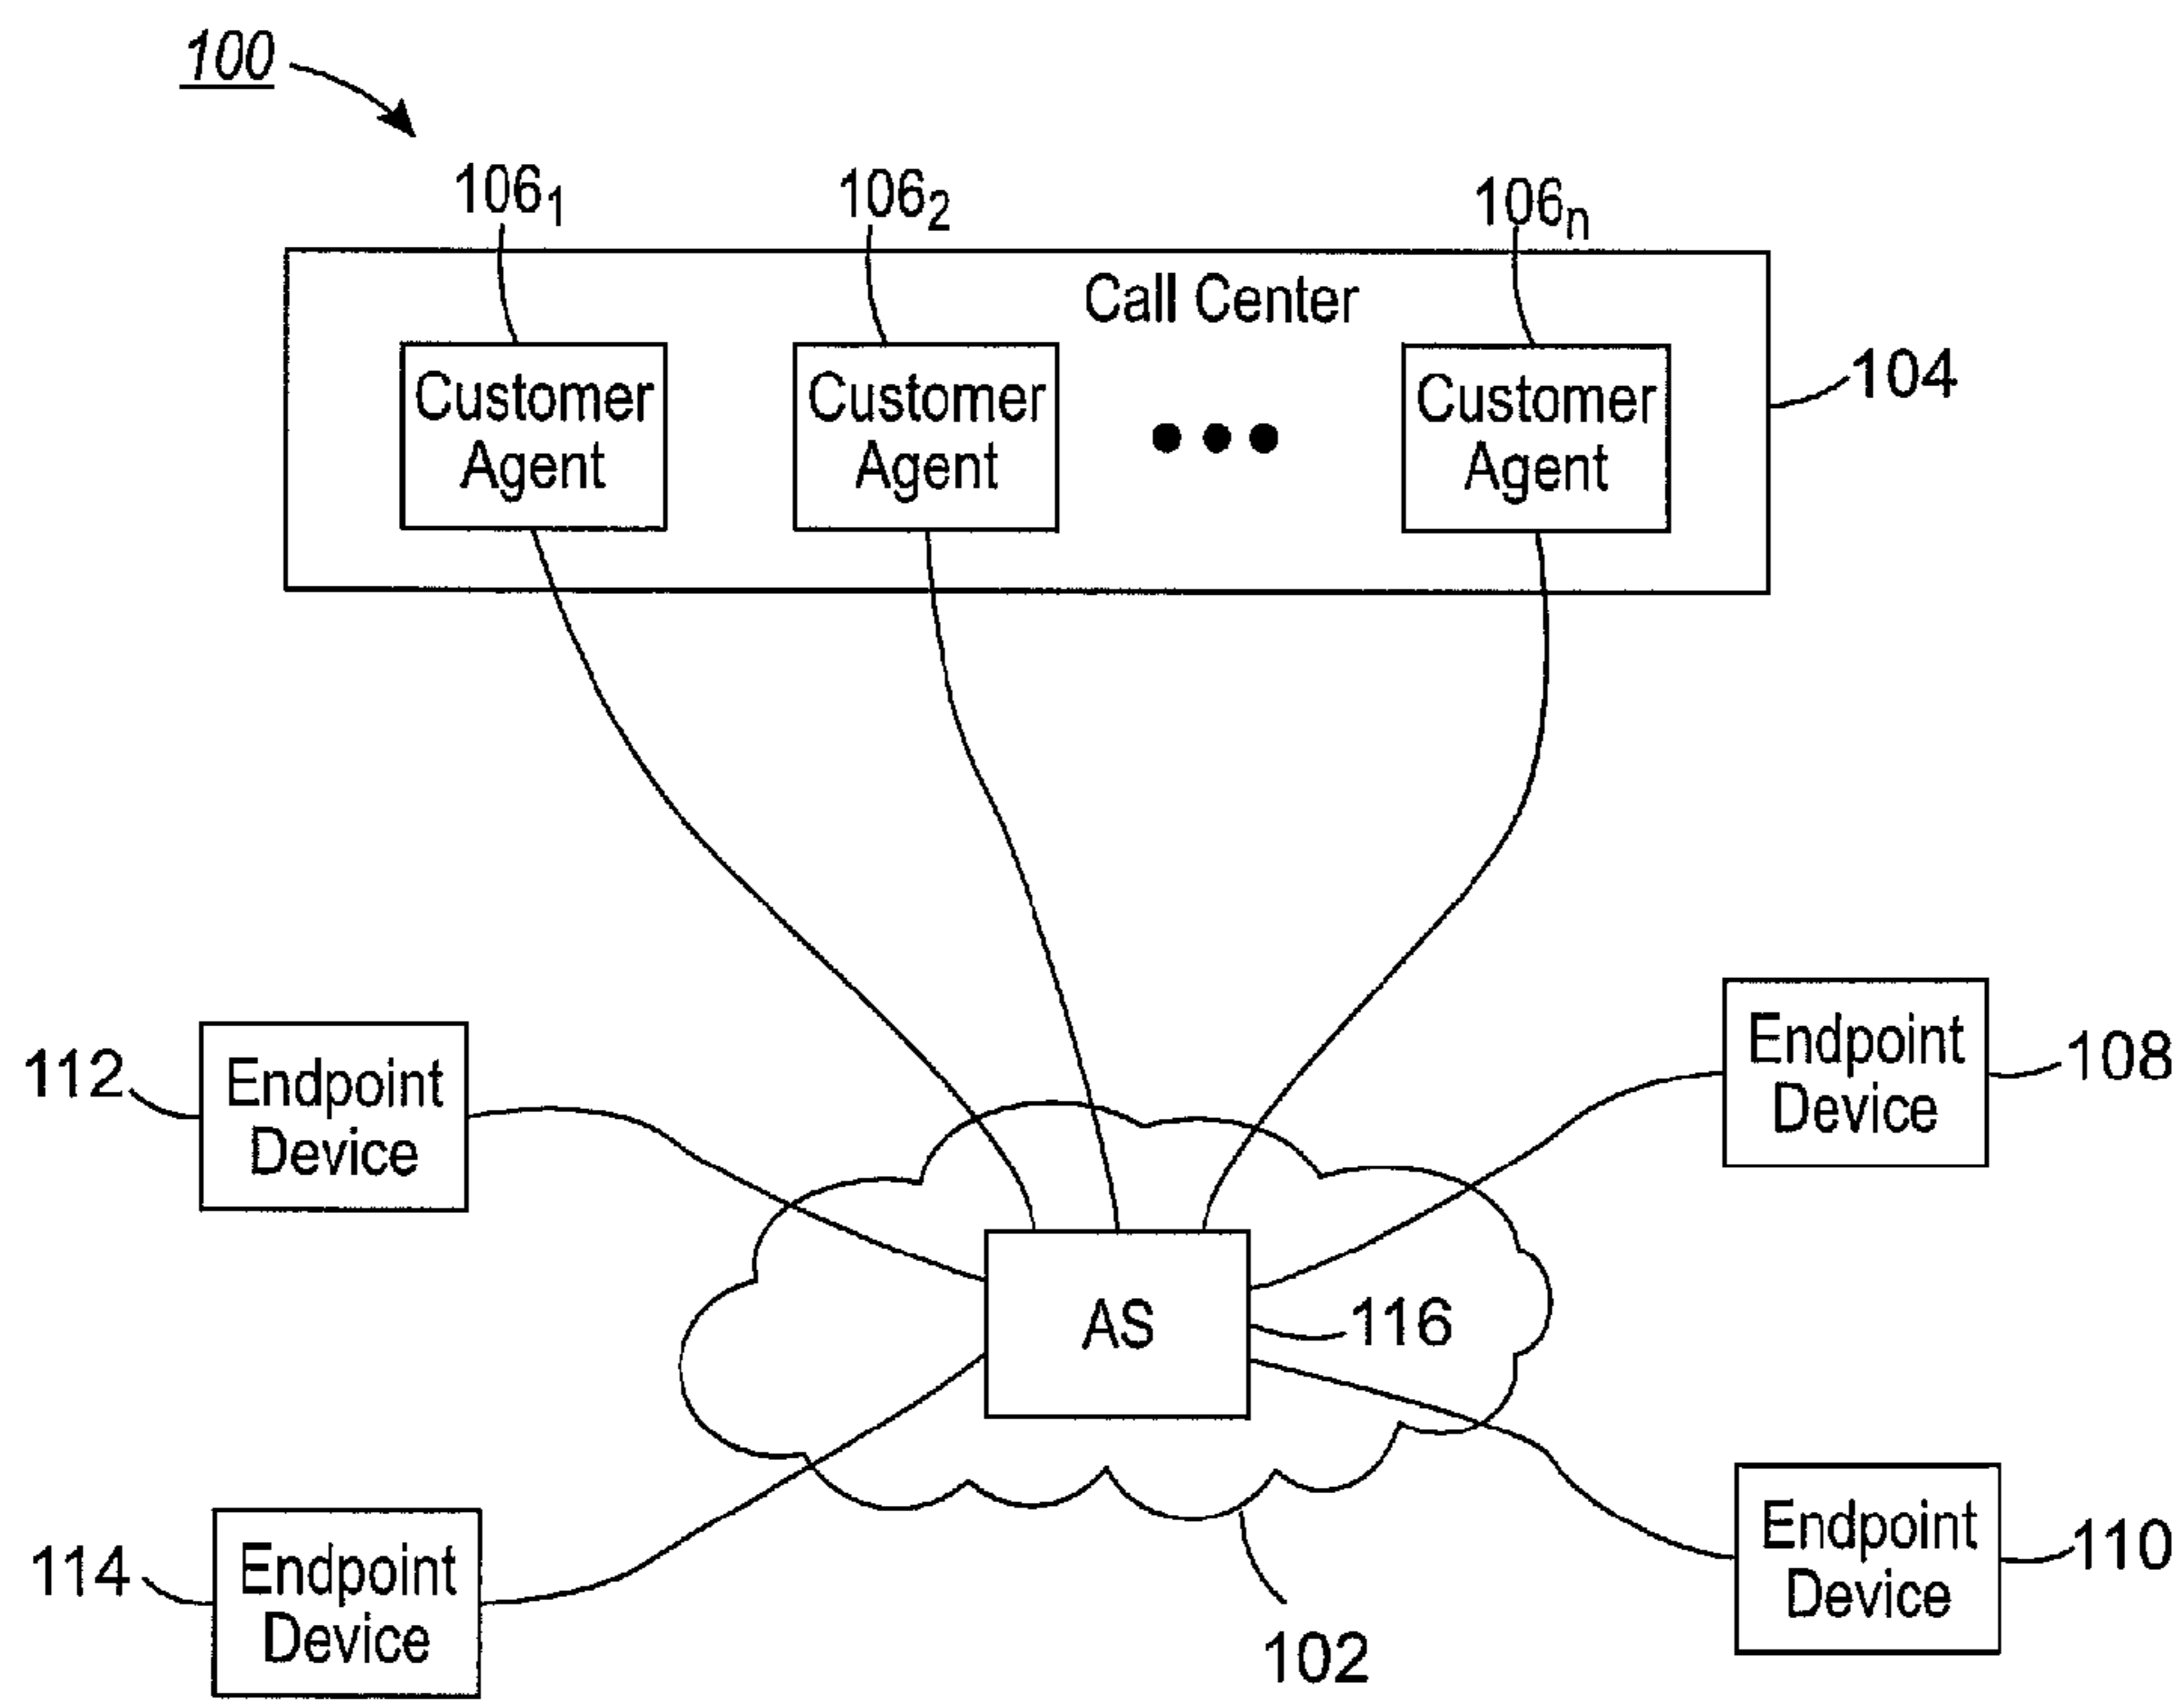 100
106₁
106₂
106ₙ
Call Center
Customer
Agent
Customer
Agent
Customer
Agent
104
112
Endpoint
Device
Endpoint
Device
108
AS
116
114
Endpoint
Device
Endpoint
Device
110
102